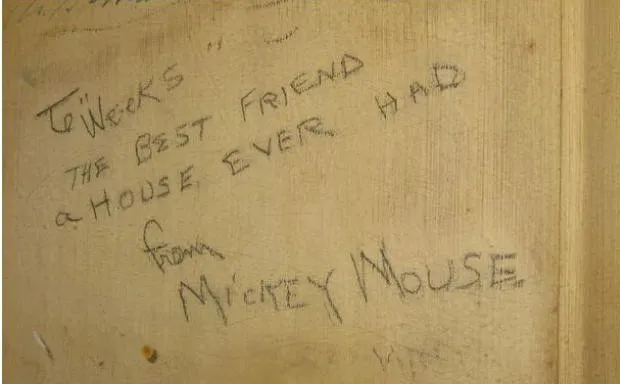 To "Weeks"
THE BEST FRIEND
a HOUSE EVER HAD
from
MickEY MOUSE